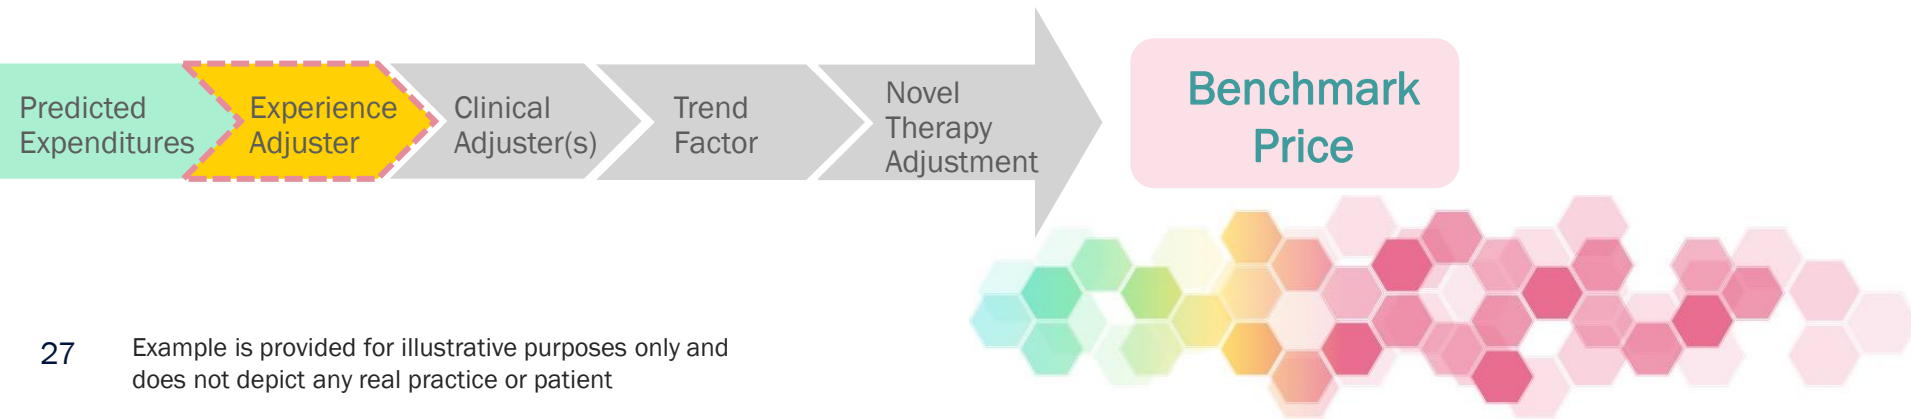 Predicted
Expenditures
Experience
Adjuster
Clinical
Adjuster(s)
Trend
Factor
Novel
Therapy
Adjustment
Benchmark
Price
27
Example is provided for illustrative purposes only and
does not depict any real practice or patient